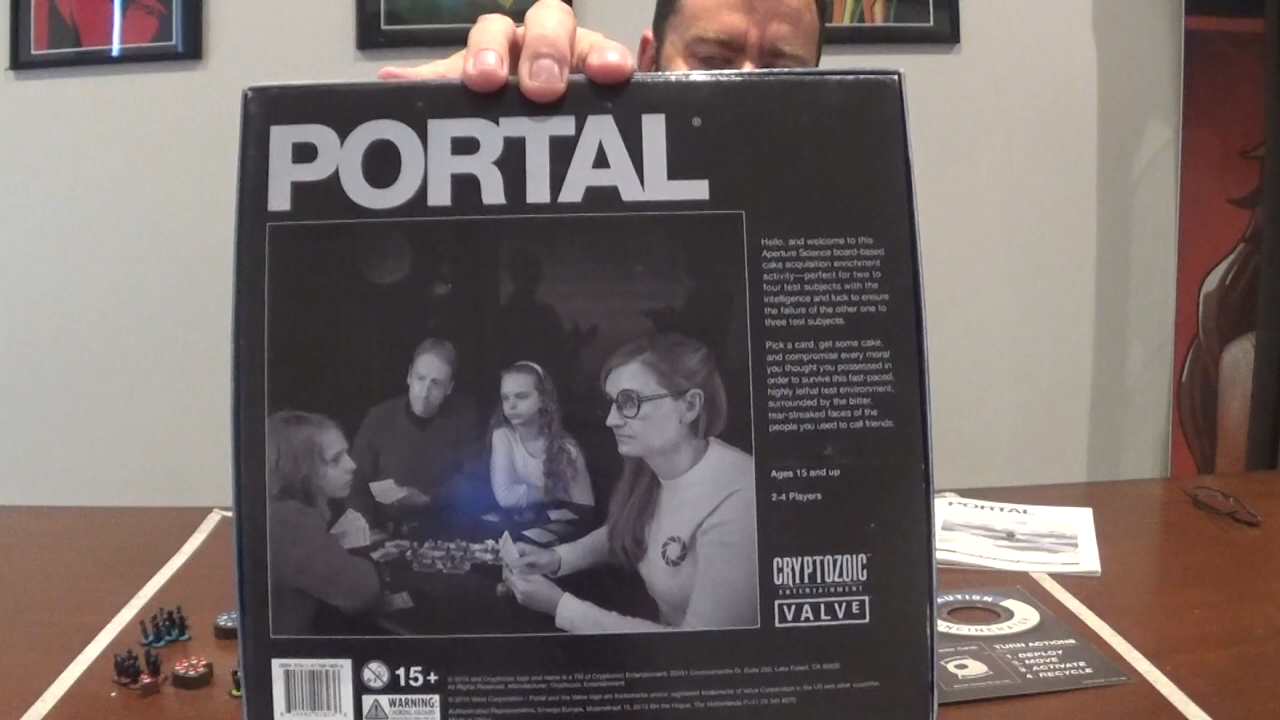 PORTAL®
Hello, and welcome to this
Aperture Science board-based
cake acquisition enrichment
activity—perfect for two to
four test subjects with the
intelligence and luck to ensure
the failure of the other one to
three test subjects.
Pick a card, get some cake,
and compromise every moral
you thought you possessed in
order to survive this fast-paced,
highly lethal test environment,
surrounded by the bitter,
tear-streaked faces of the
people you used to call friends.
Ages 15 and up
2-4 Players
CRYPTOZOIC
ENTERTAINMENT
VALVE
15+
WARNING:
CHOKING HAZARD
PORTAL
CAUTION
INCINERATOR
TURN ACTIONS
1. DEPLOY
2. MOVE
3. ACTIVATE
4. RECYCLE